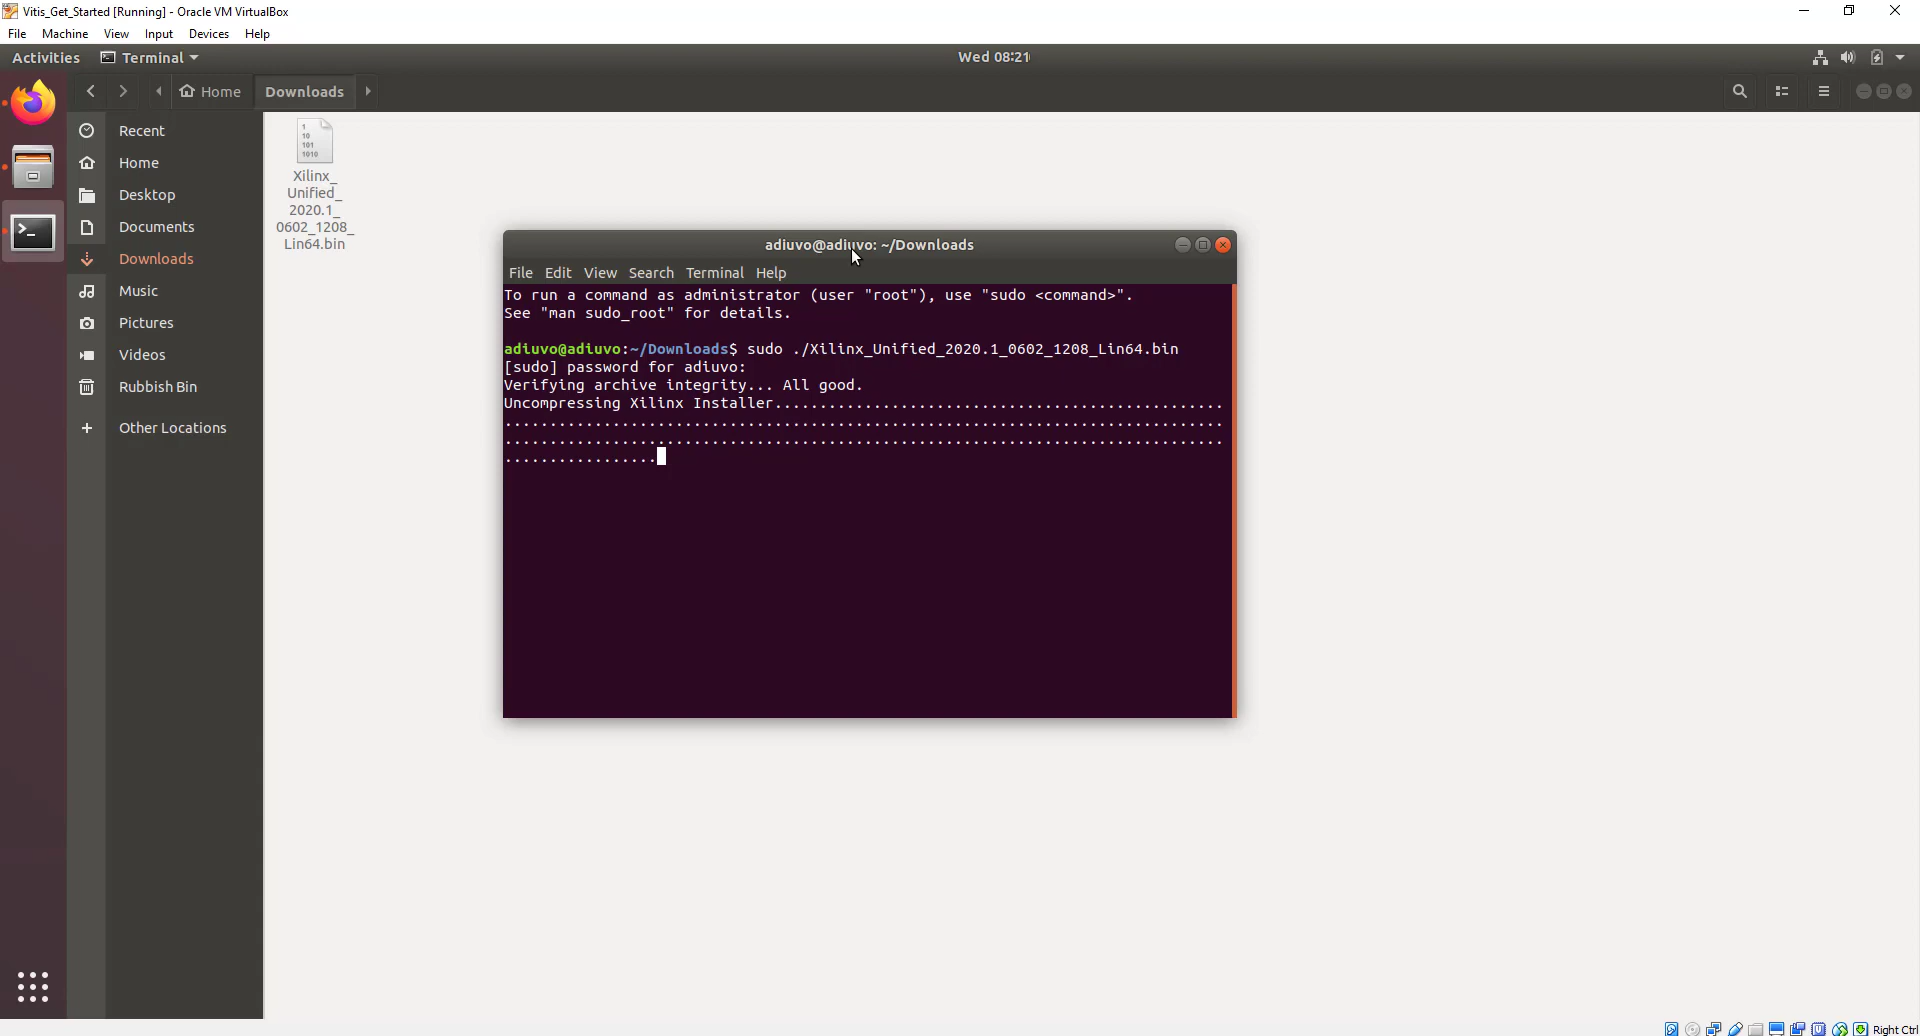 Vitis_Get_Started [Running] - Oracle VM VirtualBox
File Machine View Input Devices Help
Activities Terminal Wed 08:21
Home Downloads
Recent
Home
Desktop
Documents
Downloads
Music
Pictures
Videos
Rubbish Bin
Other Locations
1
10
101
1010
Xilinx_
Unified_
2020.1_
0602_1208_
Lin64.bin
adiuvo@adiuvo: ~/Downloads
File Edit View Search Terminal Help
To run a command as administrator (user "root"), use "sudo <command>".
See "man sudo_root" for details.
adiuvo@adiuvo:~/Downloads$ sudo ./Xilinx_Unified_2020.1_0602_1208_Lin64.bin
[sudo] password for adiuvo:
Verifying archive integrity... All good.
Uncompressing Xilinx Installer..................................................
................................................................................
................................................................................
.................
Right Ctrl